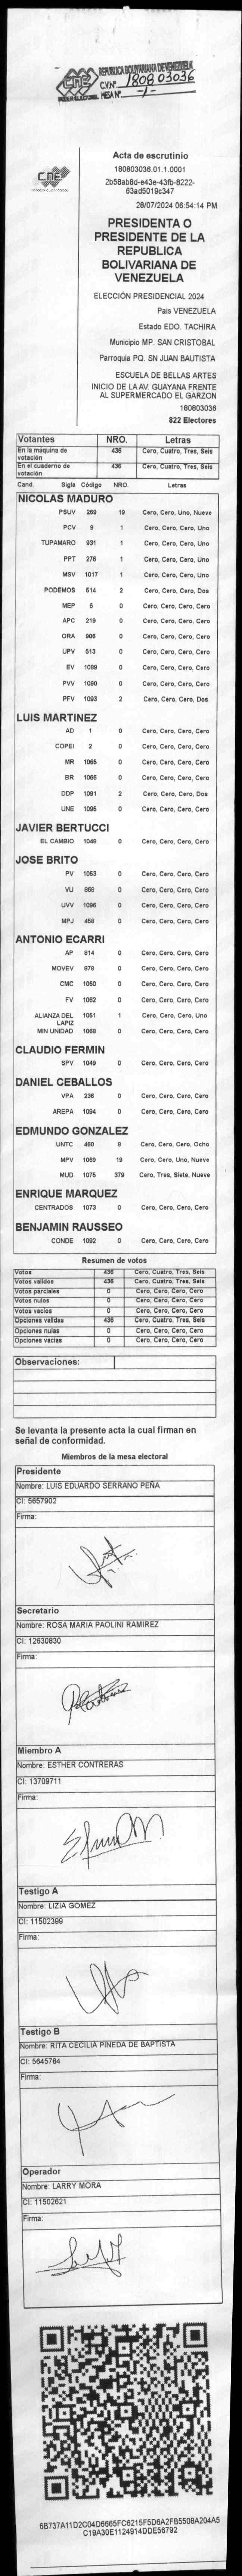 REPUBLICA BOLIVARIANA DE VENEZUELA
CNE
PODER ELECTORAL
C.V.Nº 1808 03036
MESA Nº -1-
CNE
PODER ELECTORAL
Acta de escrutinio
180803036.01.1.0001
2b58ab8d-e43e-43fb-8222-
63ad5019c347
28/07/2024 06:54:14 PM
PRESIDENTA O
PRESIDENTE DE LA
REPUBLICA
BOLIVARIANA DE
VENEZUELA
ELECCIÓN PRESIDENCIAL 2024
Pais VENEZUELA
Estado EDO. TACHIRA
Municipio MP. SAN CRISTOBAL
Parroquia PQ. SN JUAN BAUTISTA
ESCUELA DE BELLAS ARTES
INICIO DE LA AV. GUAYANA FRENTE
AL SUPERMERCADO EL GARZON
180803036
822 Electores
Votantes NRO. Letras
En la máquina de votación 436 Cero, Cuatro, Tres, Seis
En el cuaderno de votación 436 Cero, Cuatro, Tres, Seis
Cand. Sigla Código NRO. Letras
NICOLAS MADURO
PSUV 269 19 Cero, Cero, Uno, Nueve
PCV 9 1 Cero, Cero, Cero, Uno
TUPAMARO 931 1 Cero, Cero, Cero, Uno
PPT 276 1 Cero, Cero, Cero, Uno
MSV 1017 1 Cero, Cero, Cero, Uno
PODEMOS 514 2 Cero, Cero, Cero, Dos
MEP 6 0 Cero, Cero, Cero, Cero
APC 219 0 Cero, Cero, Cero, Cero
ORA 906 0 Cero, Cero, Cero, Cero
UPV 513 0 Cero, Cero, Cero, Cero
EV 1089 0 Cero, Cero, Cero, Cero
PVV 1090 0 Cero, Cero, Cero, Cero
PFV 1093 2 Cero, Cero, Cero, Dos
LUIS MARTINEZ
AD 1 0 Cero, Cero, Cero, Cero
COPEI 2 0 Cero, Cero, Cero, Cero
MR 1065 0 Cero, Cero, Cero, Cero
BR 1066 0 Cero, Cero, Cero, Cero
DDP 1091 2 Cero, Cero, Cero, Dos
UNE 1095 0 Cero, Cero, Cero, Cero
JAVIER BERTUCCI
EL CAMBIO 1048 0 Cero, Cero, Cero, Cero
JOSE BRITO
PV 1053 0 Cero, Cero, Cero, Cero
VU 868 0 Cero, Cero, Cero, Cero
UVV 1096 0 Cero, Cero, Cero, Cero
MPJ 458 0 Cero, Cero, Cero, Cero
ANTONIO ECARRI
AP 814 0 Cero, Cero, Cero, Cero
MOVEV 878 0 Cero, Cero, Cero, Cero
CMC 1050 0 Cero, Cero, Cero, Cero
FV 1062 0 Cero, Cero, Cero, Cero
ALIANZA DEL LAPIZ 1051 1 Cero, Cero, Cero, Uno
MIN UNIDAD 1068 0 Cero, Cero, Cero, Cero
CLAUDIO FERMIN
SPV 1049 0 Cero, Cero, Cero, Cero
DANIEL CEBALLOS
VPA 236 0 Cero, Cero, Cero, Cero
AREPA 1094 0 Cero, Cero, Cero, Cero
EDMUNDO GONZALEZ
UNTC 460 8 Cero, Cero, Cero, Ocho
MPV 1069 19 Cero, Cero, Uno, Nueve
MUD 1075 379 Cero, Tres, Siete, Nueve
ENRIQUE MARQUEZ
CENTRADOS 1073 0 Cero, Cero, Cero, Cero
BENJAMIN RAUSSEO
CONDE 1092 0 Cero, Cero, Cero, Cero
Resumen de votos
Votos 436 Cero, Cuatro, Tres, Seis
Votos validos 436 Cero, Cuatro, Tres, Seis
Votos parciales 0 Cero, Cero, Cero, Cero
Votos nulos 0 Cero, Cero, Cero, Cero
Votos vacios 0 Cero, Cero, Cero, Cero
Opciones validas 436 Cero, Cuatro, Tres, Seis
Opciones nulas 0 Cero, Cero, Cero, Cero
Opciones vacias 0 Cero, Cero, Cero, Cero
Observaciones:
Se levanta la presente acta la cual firman en
señal de conformidad.
Miembros de la mesa electoral
Presidente
Nombre: LUIS EDUARDO SERRANO PEÑA
CI: 5657902
Firma:
Secretario
Nombre: ROSA MARIA PAOLINI RAMIREZ
CI: 12630830
Firma:
Miembro A
Nombre: ESTHER CONTRERAS
CI: 13709711
Firma:
Testigo A
Nombre: LIZIA GOMEZ
CI: 11502399
Firma:
Testigo B
Nombre: RITA CECILIA PINEDA DE BAPTISTA
CI: 5645784
Firma:
Operador
Nombre: LARRY MORA
CI: 11502621
Firma:
6B737A11D2C04D6665FC6215F5D6A2FB5508A204A5
C19A30E1124914DDE56792